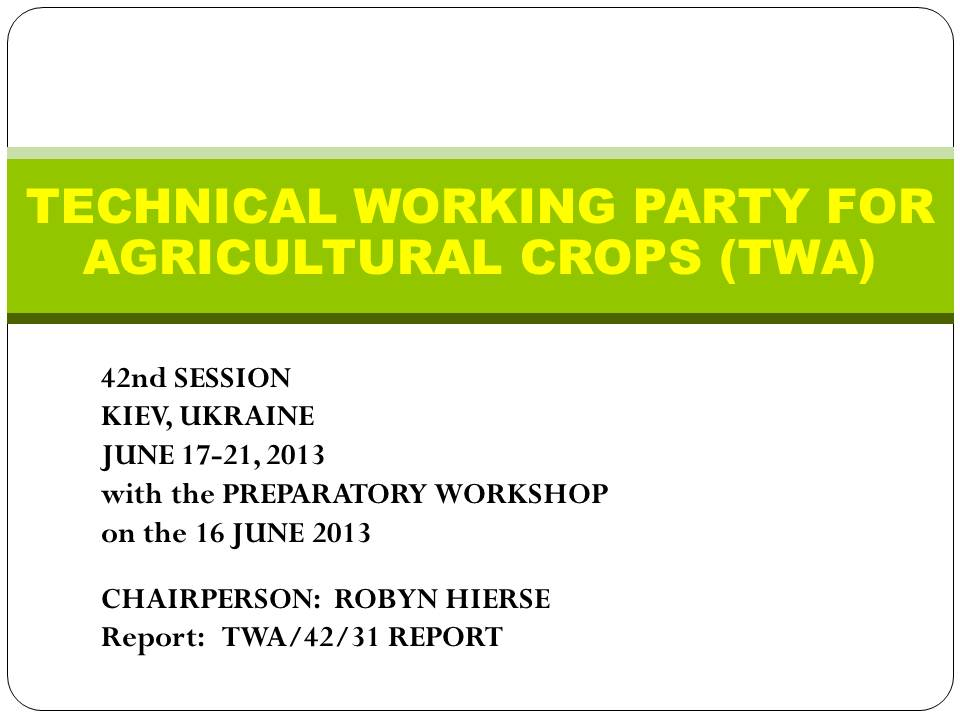 TECHNICAL WORKING PARTY FOR
AGRICULTURAL CROPS (TWA)
42nd SESSION
KIEV, UKRAINE
JUNE 17-21, 2013
with the PREPARATORY WORKSHOP
on the 16 JUNE 2013
CHAIRPERSON: ROBYN HIERSE
Report: TWA/42/31 REPORT